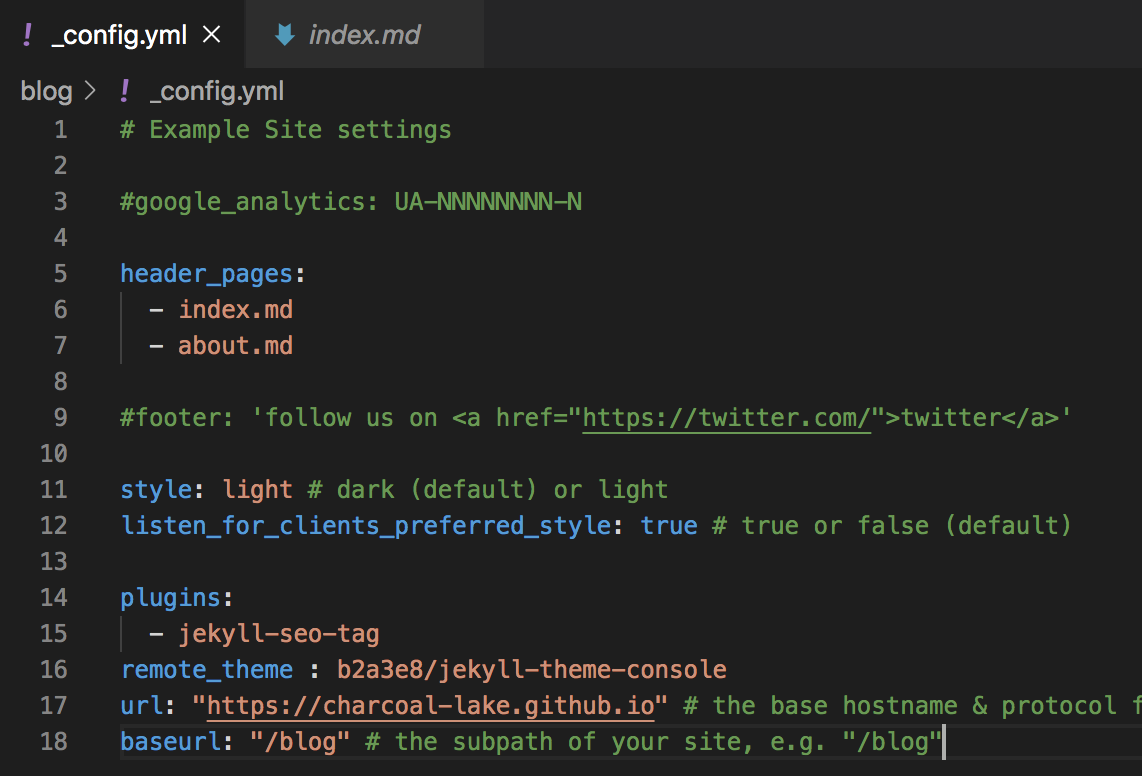 ! _config.yml ×
index.md
blog > ! _config.yml
1 # Example Site settings
2
3 #google_analytics: UA-NNNNNNNN-N
4
5 header_pages:
6   - index.md
7   - about.md
8
9 #footer: 'follow us on <a href="https://twitter.com/">twitter</a>'
10
11 style: light # dark (default) or light
12 listen_for_clients_preferred_style: true # true or false (default)
13
14 plugins:
15   - jekyll-seo-tag
16 remote_theme : b2a3e8/jekyll-theme-console
17 url: "https://charcoal-lake.github.io" # the base hostname & protocol f
18 baseurl: "/blog" # the subpath of your site, e.g. "/blog"